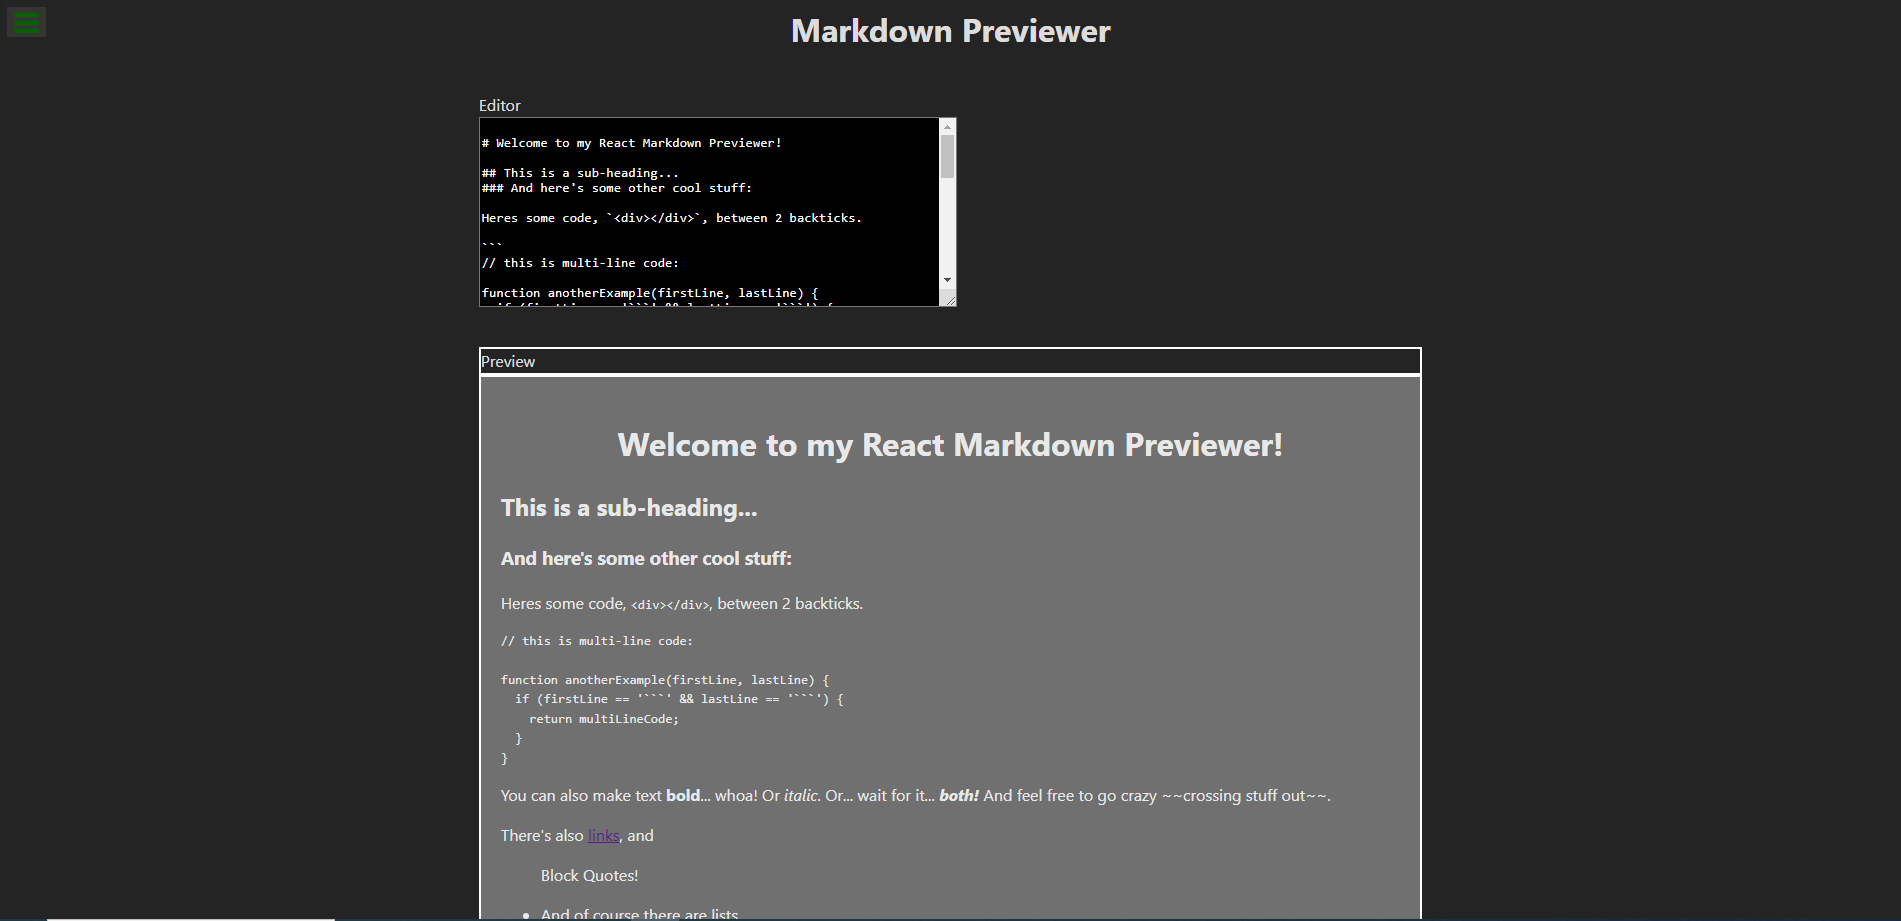 Markdown Previewer
Editor
# Welcome to my React Markdown Previewer!
## This is a sub-heading...
### And here's some other cool stuff:
Heres some code, `<div></div>`, between 2 backticks.
```
// this is multi-line code:
function anotherExample(firstLine, lastLine) {
if (firstLine == '```' && lastLine == '```') {
Preview
Welcome to my React Markdown Previewer!
This is a sub-heading...
And here's some other cool stuff:
Heres some code, <div></div>, between 2 backticks.
// this is multi-line code:
function anotherExample(firstLine, lastLine) {
if (firstLine == '```' && lastLine == '```') {
return multiLineCode;
}
}
You can also make text bold... whoa! Or italic. Or... wait for it... both! And feel free to go crazy ~~crossing stuff out~~.
There's also links, and
Block Quotes!
And of course there are lists